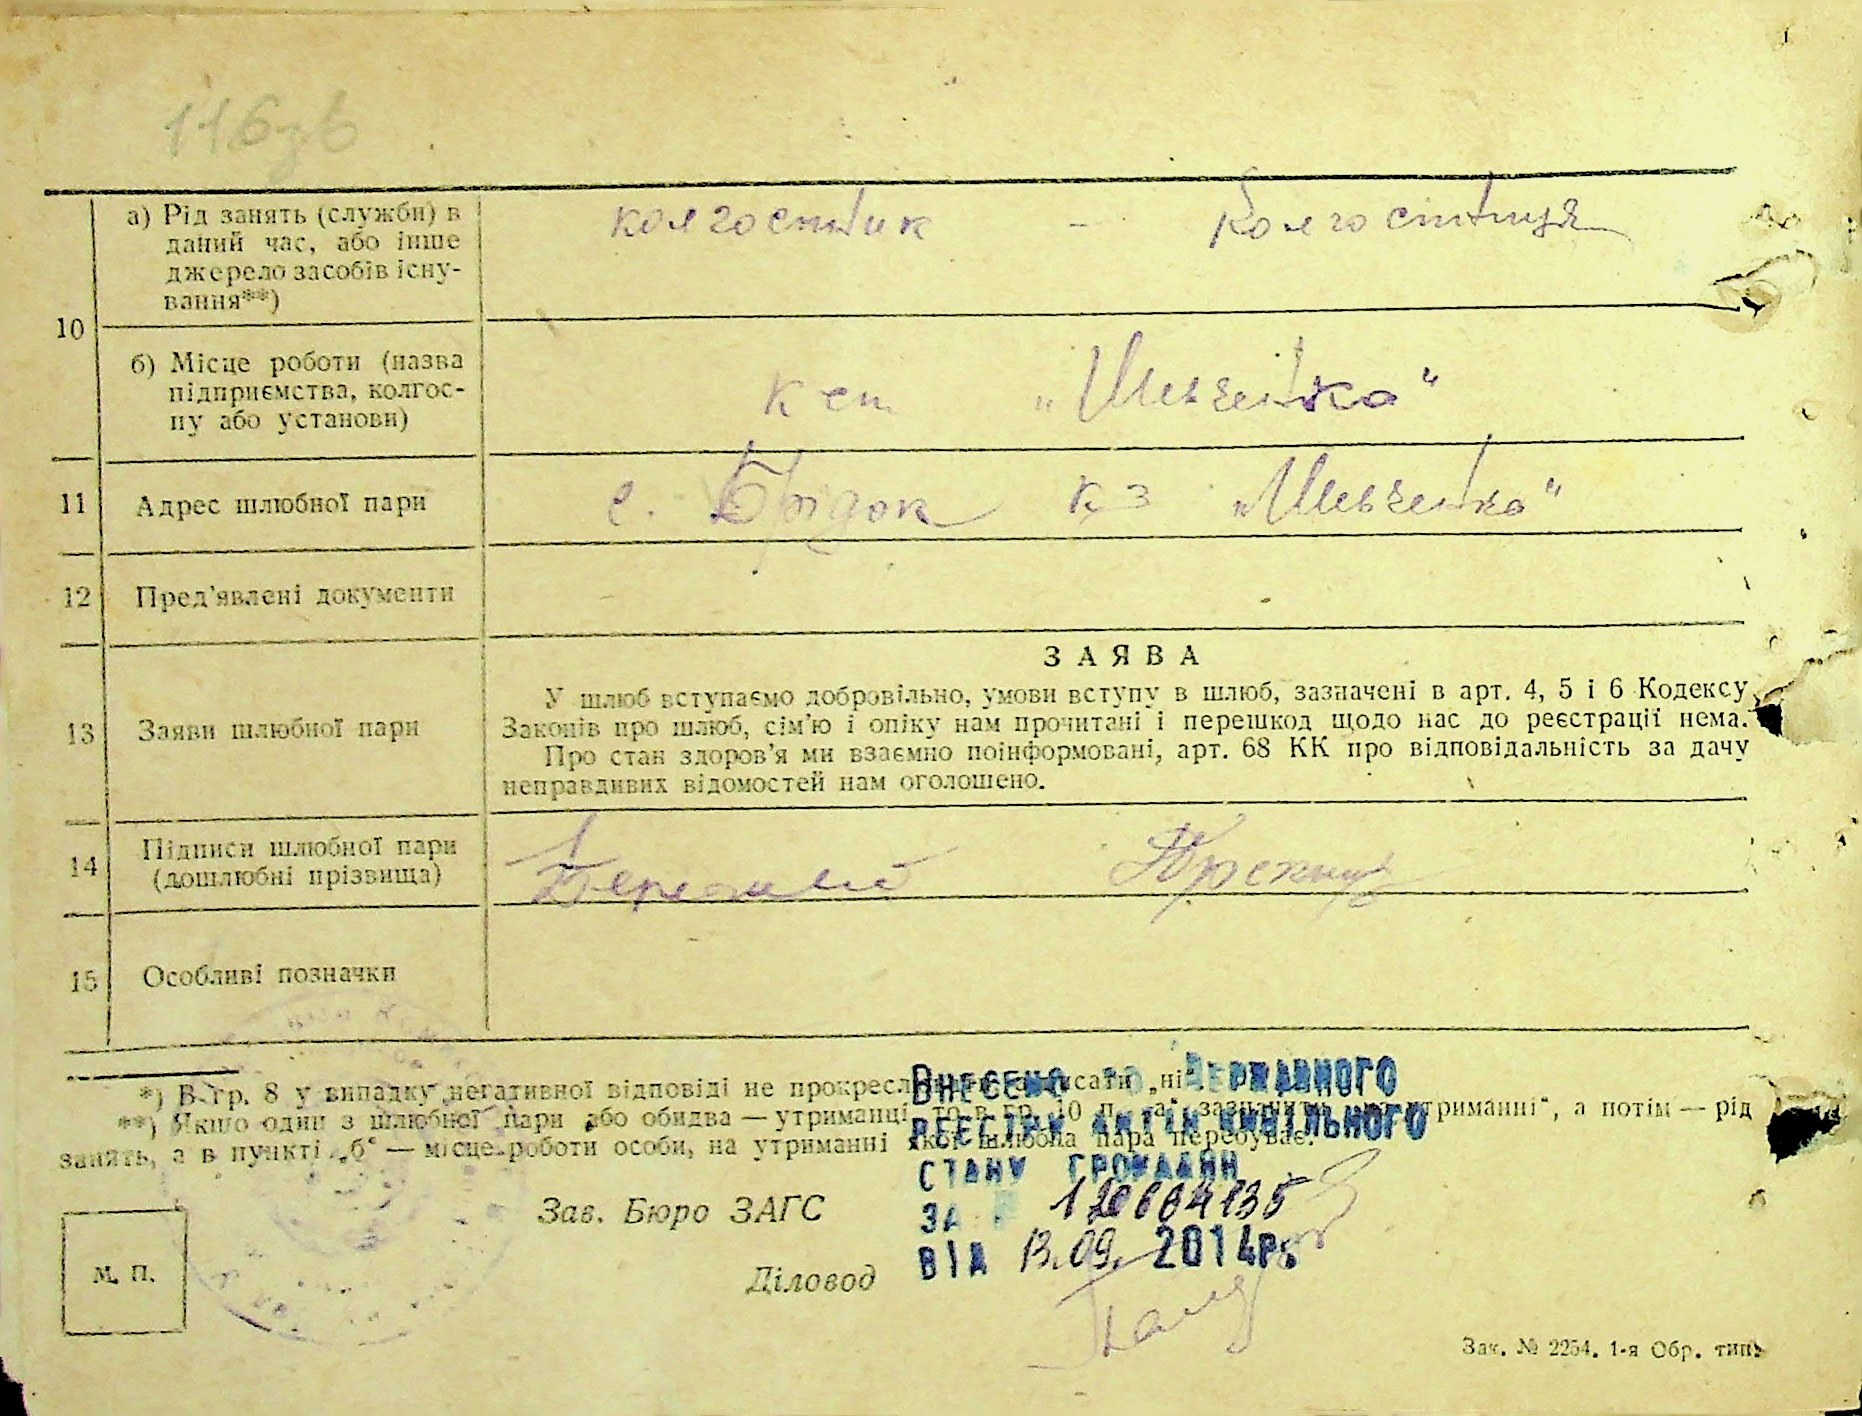 116зв
10
а) Рід занять (служби) в
даний час, або інше
джерело засобів існу-
вання**)
колгоспник - колгоспниця
б) Місце роботи (назва
підприємства, колгос-
пу або установи)
"Шевченка"
11 Адрес шлюбної пари
с. кз "Шевченка"
12 Пред'явлені документи
ЗАЯВА
13 Заяви шлюбної пари
У шлюб вступаємо добровільно, умови вступу в шлюб, зазначені в арт. 4, 5 і 6 Кодексу
Законів про шлюб, сім'ю і опіку нам прочитані і перешкод щодо нас до реєстрації нема.
Про стан здоров'я ми взаємно поінформовані, арт. 68 КК про відповідальність за дачу
неправдивих відомостей нам оголошено.
14 Підписи шлюбної пари
(дошлюбні прізвища)
15 Особливі позначки
*) В гр. 8 у випадку негативної відповіді не прокреслювати писати „ні"
**) Якщо один з шлюбної пари або обидва — утриманці, то в гр. 10 п. „а" зазначити утриманні", а потім — рід
занять, а в пункті „б" — місце роботи особи, на утриманні якої шлюбна пара перебуває.
ВНЕСЕНО ДО ДЕРЖАВНОГО
РЕЄСТРУ АКТІВ ЦИВІЛЬНОГО
СТАНУ ГРОМАДЯН
ЗА №
ВІД 13.09. 2014р.
Зав. Бюро ЗАГС
Діловод
М. П.
Зак. № 2254. 1-я Обр. тип.